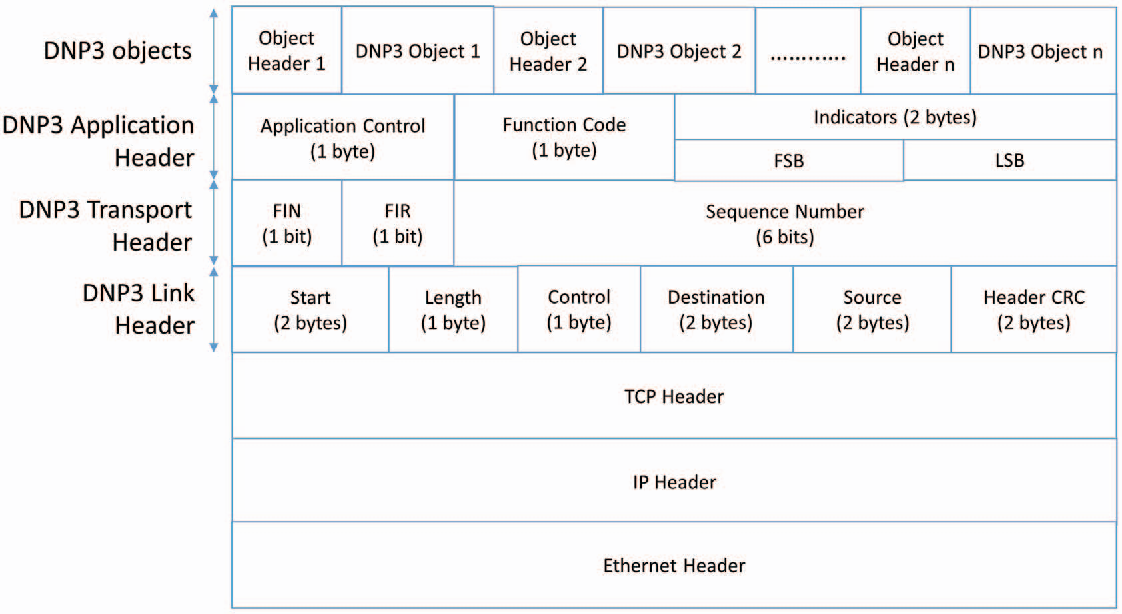 DNP3 objects
Object
Header 1
DNP3 Object 1
Object
Header 2
DNP3 Object 2
............
Object
Header n
DNP3 Object n
DNP3 Application
Header
Application Control
(1 byte)
Function Code
(1 byte)
Indicators (2 bytes)
FSB
LSB
DNP3 Transport
Header
FIN
(1 bit)
FIR
(1 bit)
Sequence Number
(6 bits)
DNP3 Link
Header
Start
(2 bytes)
Length
(1 byte)
Control
(1 byte)
Destination
(2 bytes)
Source
(2 bytes)
Header CRC
(2 bytes)
TCP Header
IP Header
Ethernet Header